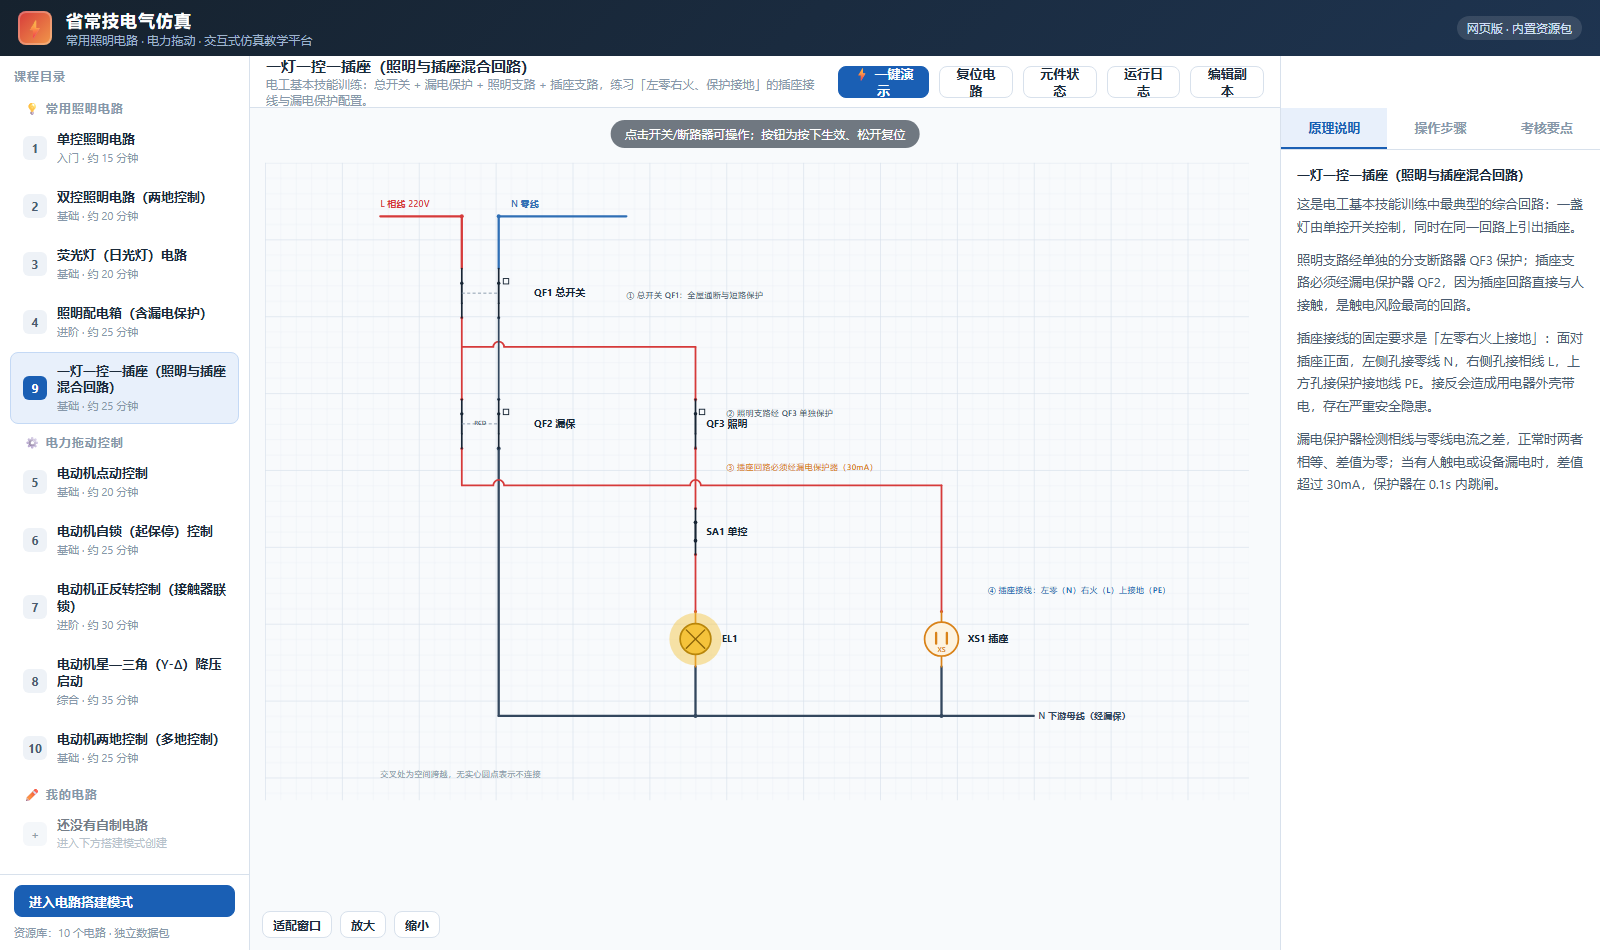 省常技电气仿真
常用照明电路 · 电力拖动 · 交互式仿真教学平台
网页版 · 内置资源包
课程目录
常用照明电路
1
单控照明电路
入门 · 约 15 分钟
2
双控照明电路（两地控制）
基础 · 约 20 分钟
3
荧光灯（日光灯）电路
基础 · 约 20 分钟
4
照明配电箱（含漏电保护）
进阶 · 约 25 分钟
9
一灯一控一插座（照明与插座
混合回路）
基础 · 约 25 分钟
电力拖动控制
5
电动机点动控制
基础 · 约 20 分钟
6
电动机自锁（起保停）控制
基础 · 约 25 分钟
7
电动机正反转控制（接触器联
锁）
进阶 · 约 30 分钟
8
电动机星—三角（Y-Δ）降压
启动
综合 · 约 35 分钟
10
电动机两地控制（多地控制）
基础 · 约 25 分钟
我的电路
+
还没有自制电路
进入下方搭建模式创建
进入电路搭建模式
资源库：10 个电路 · 独立数据包
一灯一控一插座（照明与插座混合回路）
电工基本技能训练：总开关 + 漏电保护 + 照明支路 + 插座支路，练习「左零右火、保护接地」的插座接
线与漏电保护配置。
一键演
示
复位电
路
元件状
态
运行日
志
编辑副
本
点击开关/断路器可操作；按钮为按下生效、松开复位
L 相线 220V
N 零线
QF1 总开关
① 总开关 QF1：全屋通断与短路保护
RCD
QF2 漏保
② 照明支路经 QF3 单独保护
QF3 照明
③ 插座回路必须经漏电保护器（30mA）
SA1 单控
④ 插座接线：左零（N）右火（L）上接地（PE）
EL1
XS
XS1 插座
N 下游母线（经漏保）
交叉处为空间跨越，无实心圆点表示不连接
适配窗口
放大
缩小
原理说明
操作步骤
考核要点
一灯一控一插座（照明与插座混合回路）
这是电工基本技能训练中最典型的综合回路：一盏
灯由单控开关控制，同时在同一回路上引出插座。
照明支路经单独的分支断路器 QF3 保护；插座支
路必须经漏电保护器 QF2，因为插座回路直接与人
接触，是触电风险最高的回路。
插座接线的固定要求是「左零右火上接地」：面对
插座正面，左侧孔接零线 N，右侧孔接相线 L，上
方孔接保护接地线 PE。接反会造成用电器外壳带
电，存在严重安全隐患。
漏电保护器检测相线与零线电流之差，正常时两者
相等、差值为零；当有人触电或设备漏电时，差值
超过 30mA，保护器在 0.1s 内跳闸。